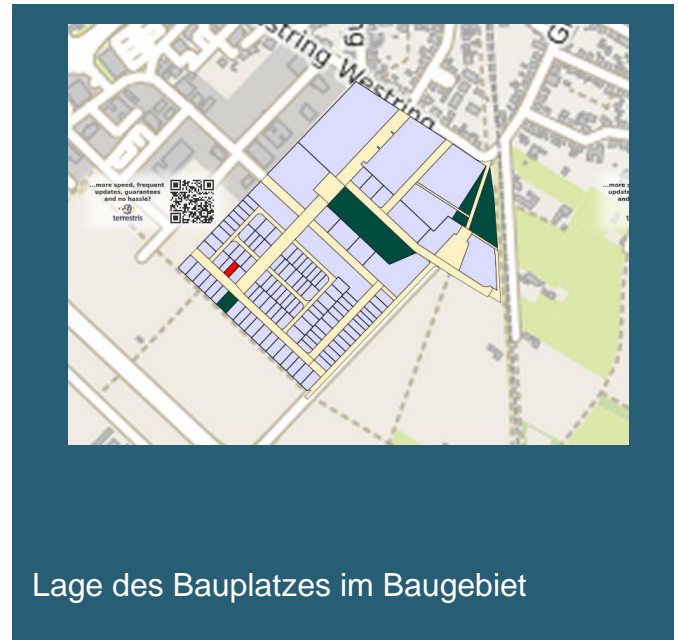 Westring Westring
...more speed, frequent
updates, guarantees
and no hassle?
terrestris
...more s
Lage des Bauplatzes im Baugebiet